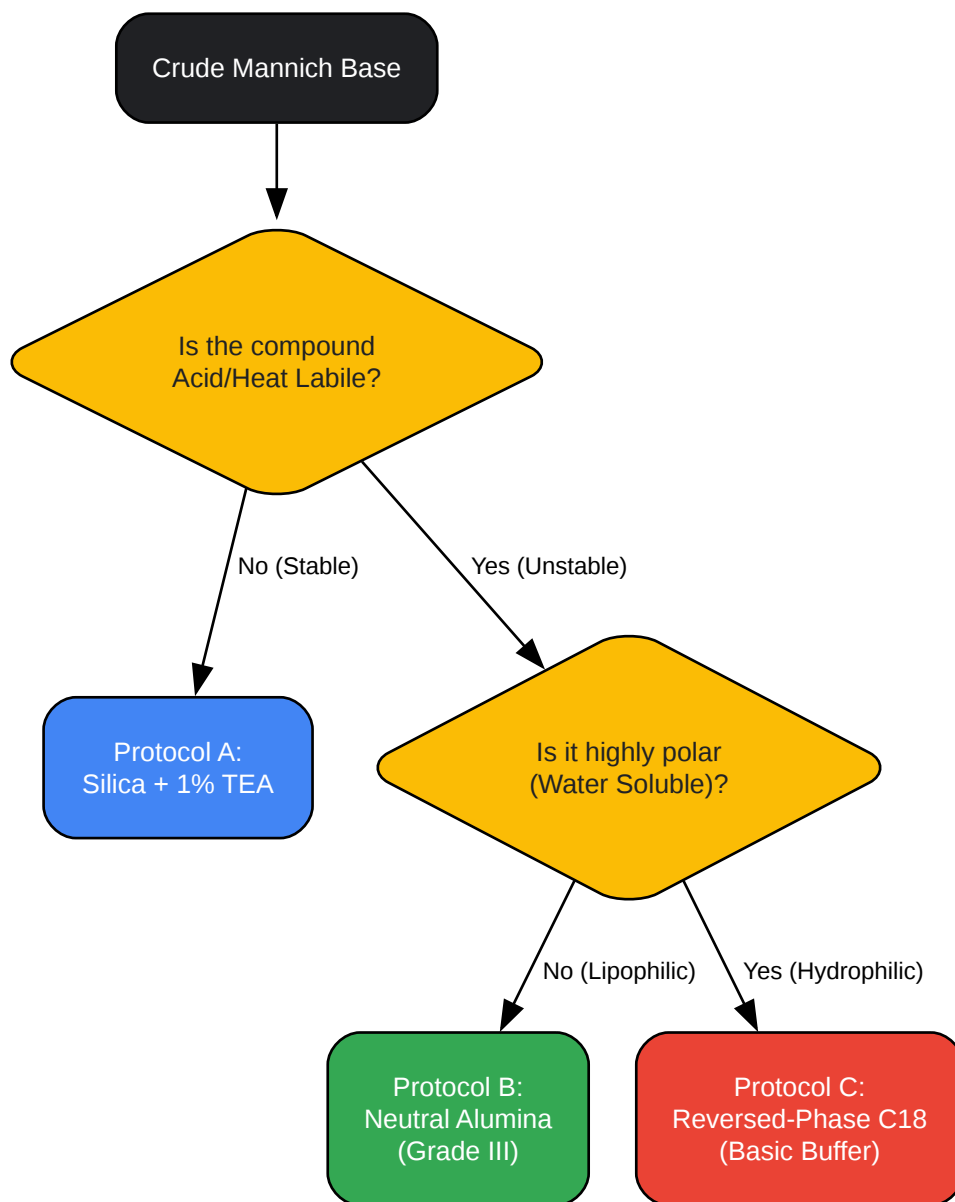 Crude Mannich Base
Is the compound
Acid/Heat Labile?
No (Stable)
Yes (Unstable)
Protocol A:
Silica + 1% TEA
Is it highly polar
(Water Soluble)?
No (Lipophilic)
Yes (Hydrophilic)
Protocol B:
Neutral Alumina
(Grade III)
Protocol C:
Reversed-Phase C18
(Basic Buffer)